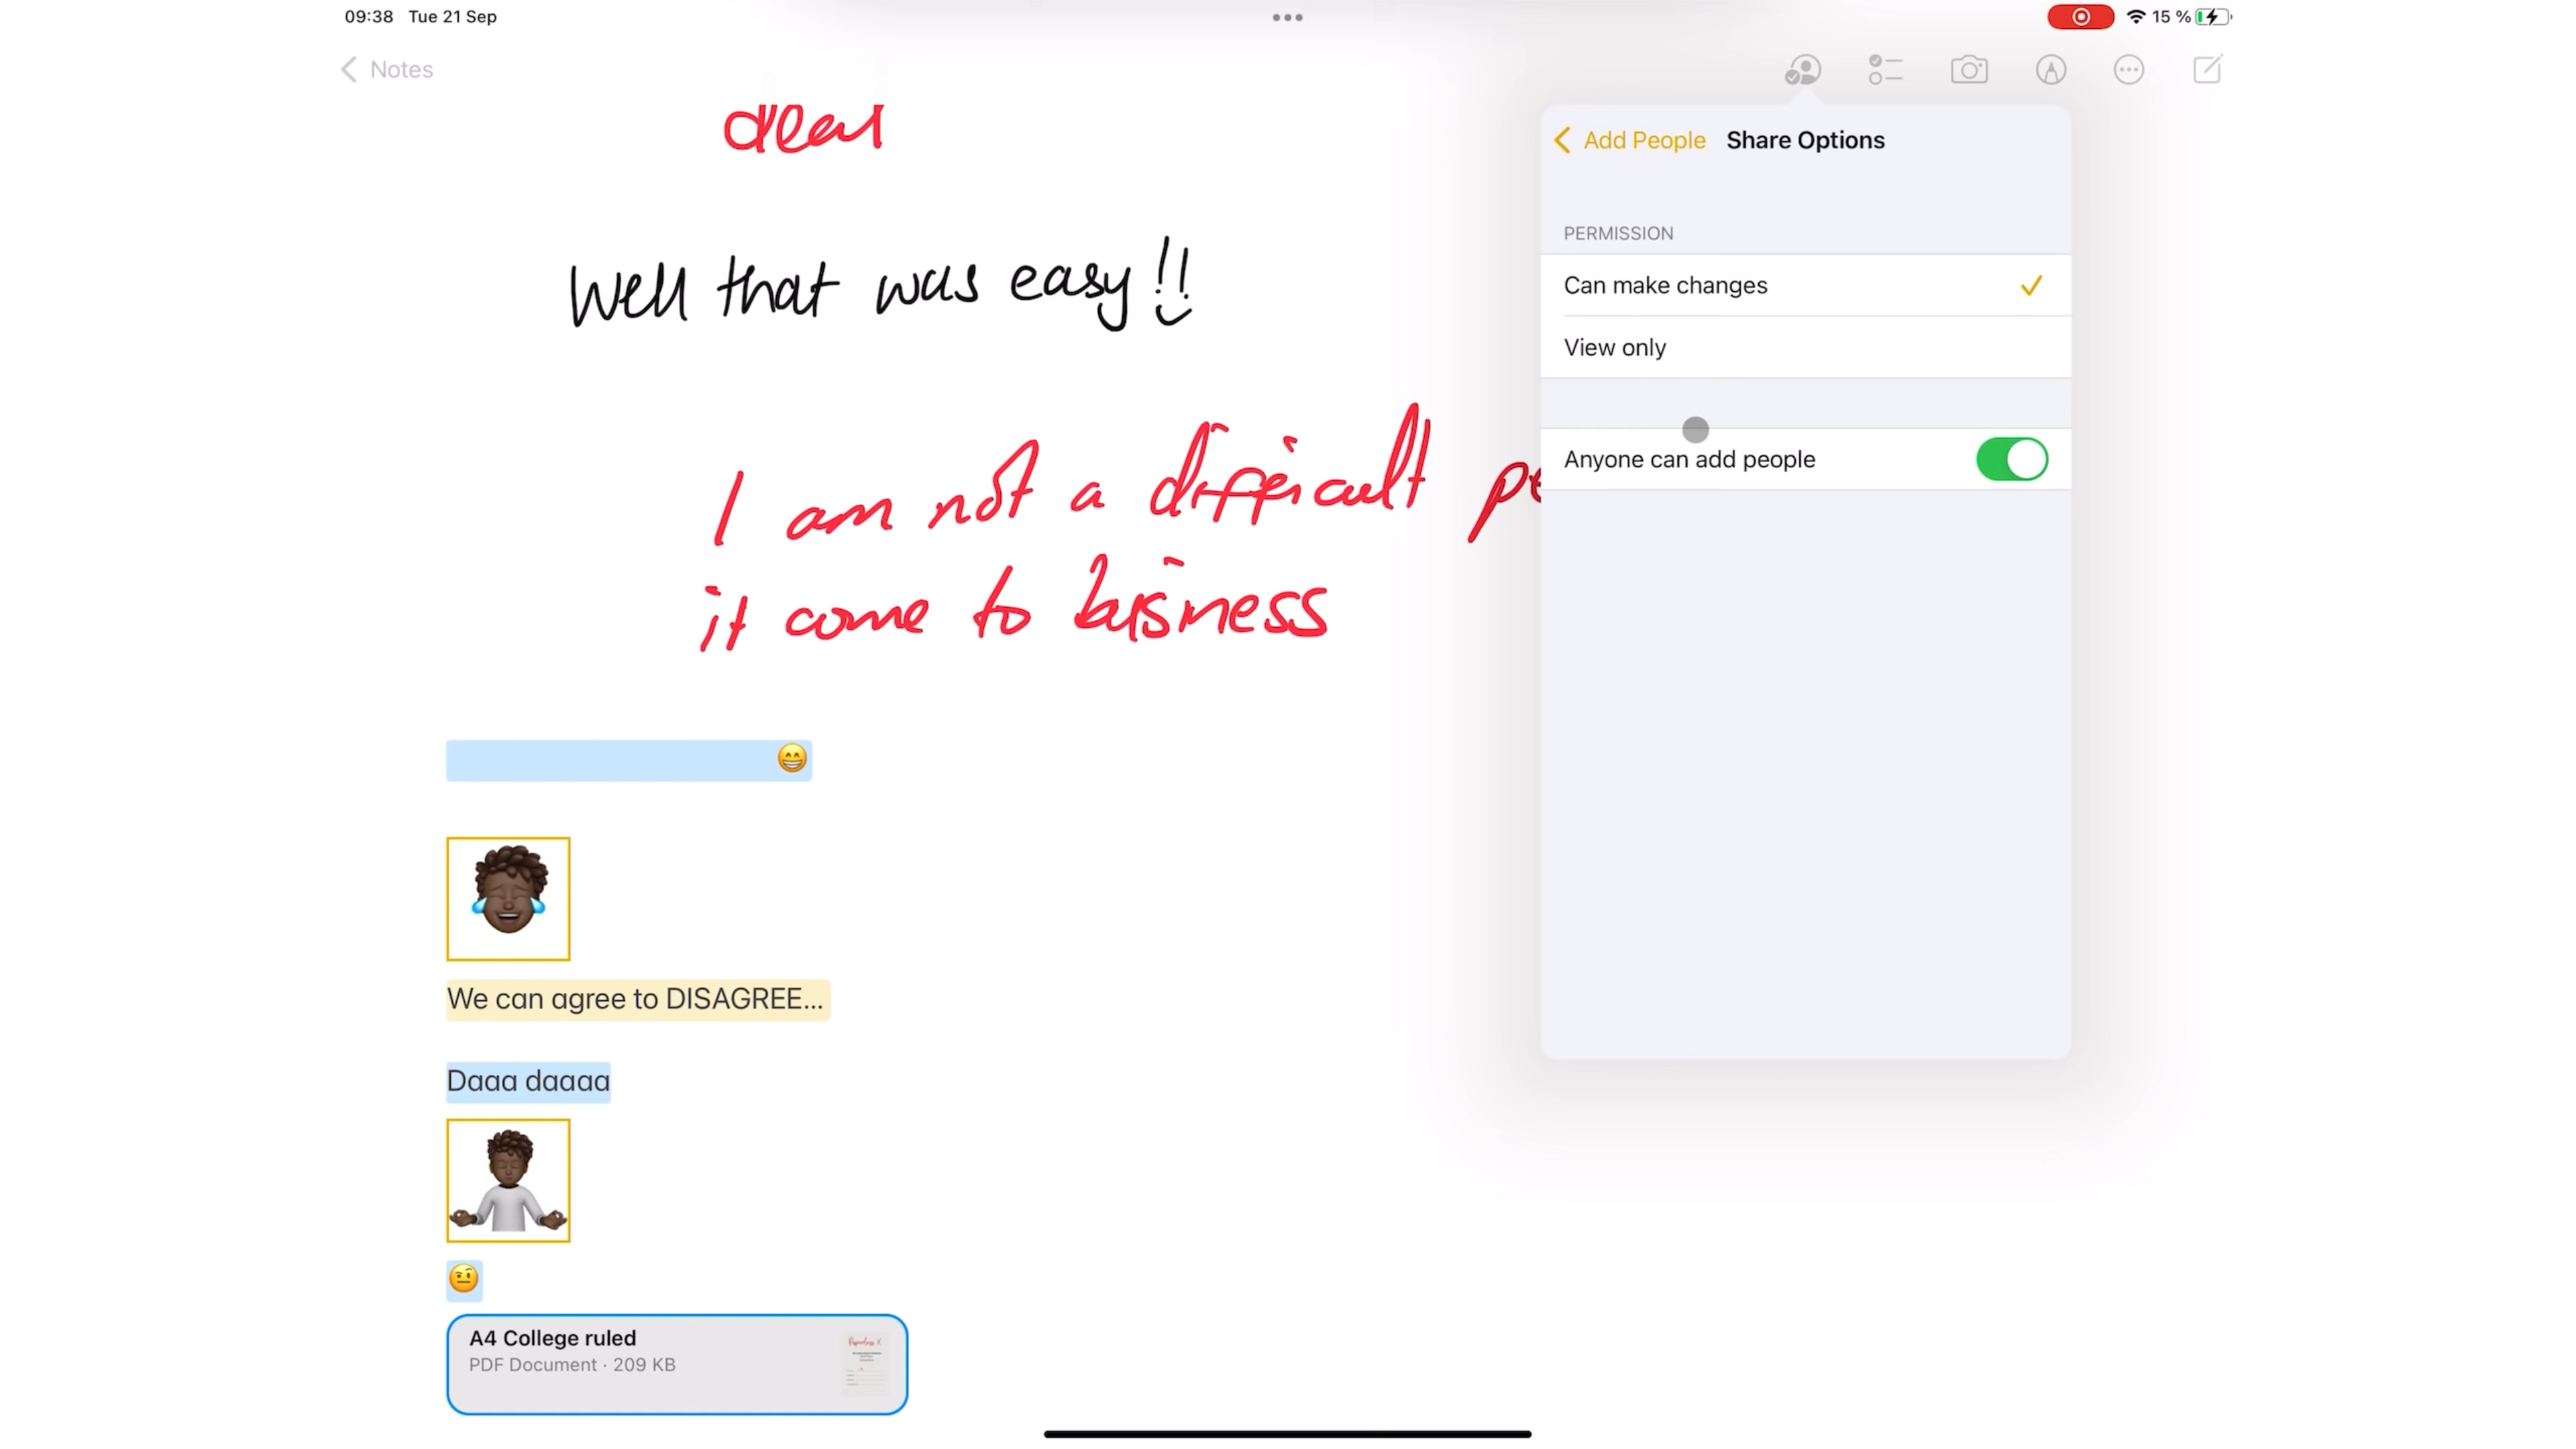 09:38 Tue 21 Sep
15 %
Notes
deal
Add People Share Options
PERMISSION
Can make changes
View only
Anyone can add people
Well that was easy!!
I am not a difficult pe
it come to business
😁
We can agree to DISAGREE...
Daaa daaaa
🤨
A4 College ruled
PDF Document · 209 KB